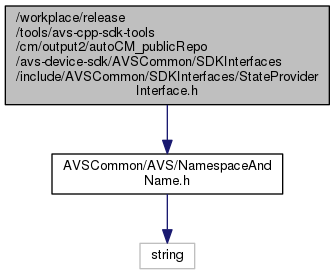 /workplace/release
/tools/avs-cpp-sdk-tools
/cm/output2/autoCM_publicRepo
/avs-device-sdk/AVSCommon/SDKInterfaces
/include/AVSCommon/SDKInterfaces/StateProvider
Interface.h
AVSCommon/AVS/NamespaceAnd
Name.h
string